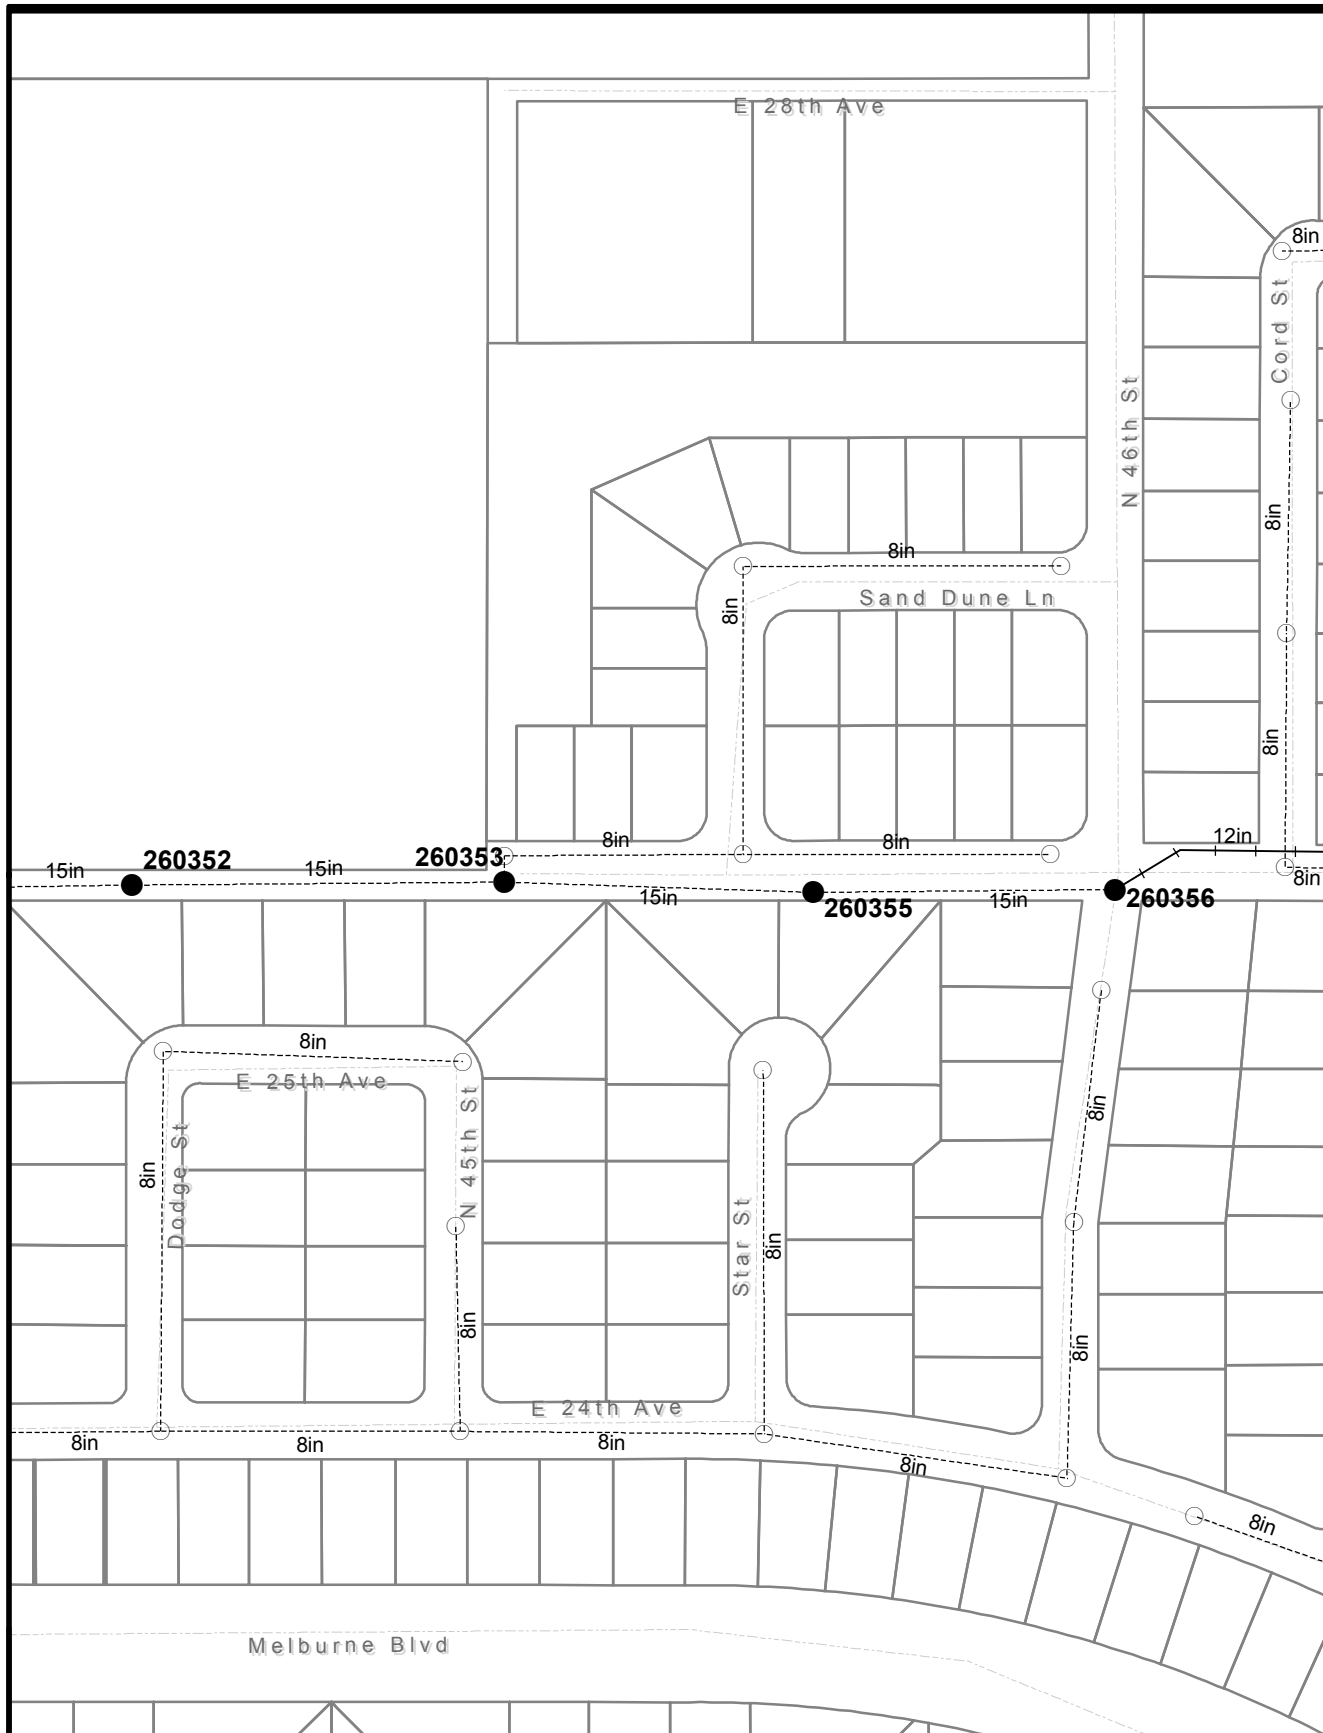 E 28th Ave
8in
Cord St
N 46th St
8in
8in
Sand Dune Ln
8in
8in
12in
8in
8in
260352
15in
15in
260353
8in
15in
260355
15in
260356
8in
E 25th Ave
N 45th St
Dodge St
8in
8in
Star St
8in
8in
8in
8in
E 24th Ave
8in
8in
8in
8in
8in
Melburne Blvd